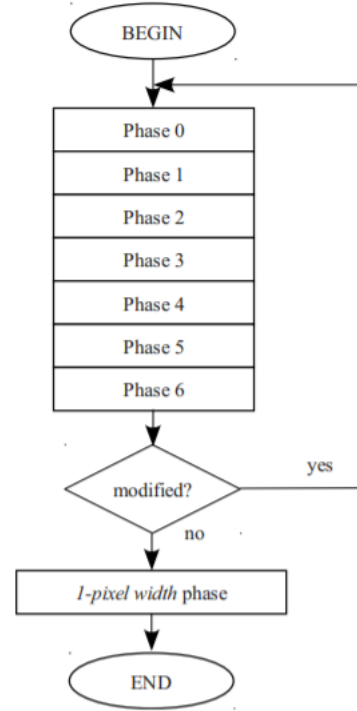 BEGIN
Phase 0
Phase 1
Phase 2
Phase 3
Phase 4
Phase 5
Phase 6
modified?
yes
no
1-pixel width phase
END